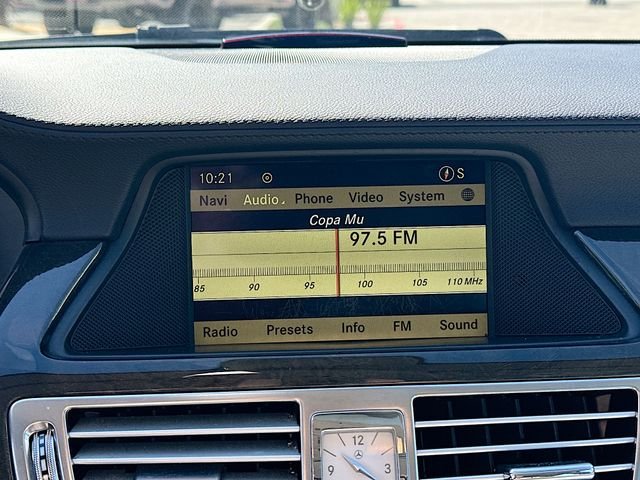 10:21 S
Navi Audio Phone Video System
Copa Mu
97.5 FM
85 90 95 100 105 110 MHz
Radio Presets Info FM Sound
12
9 3